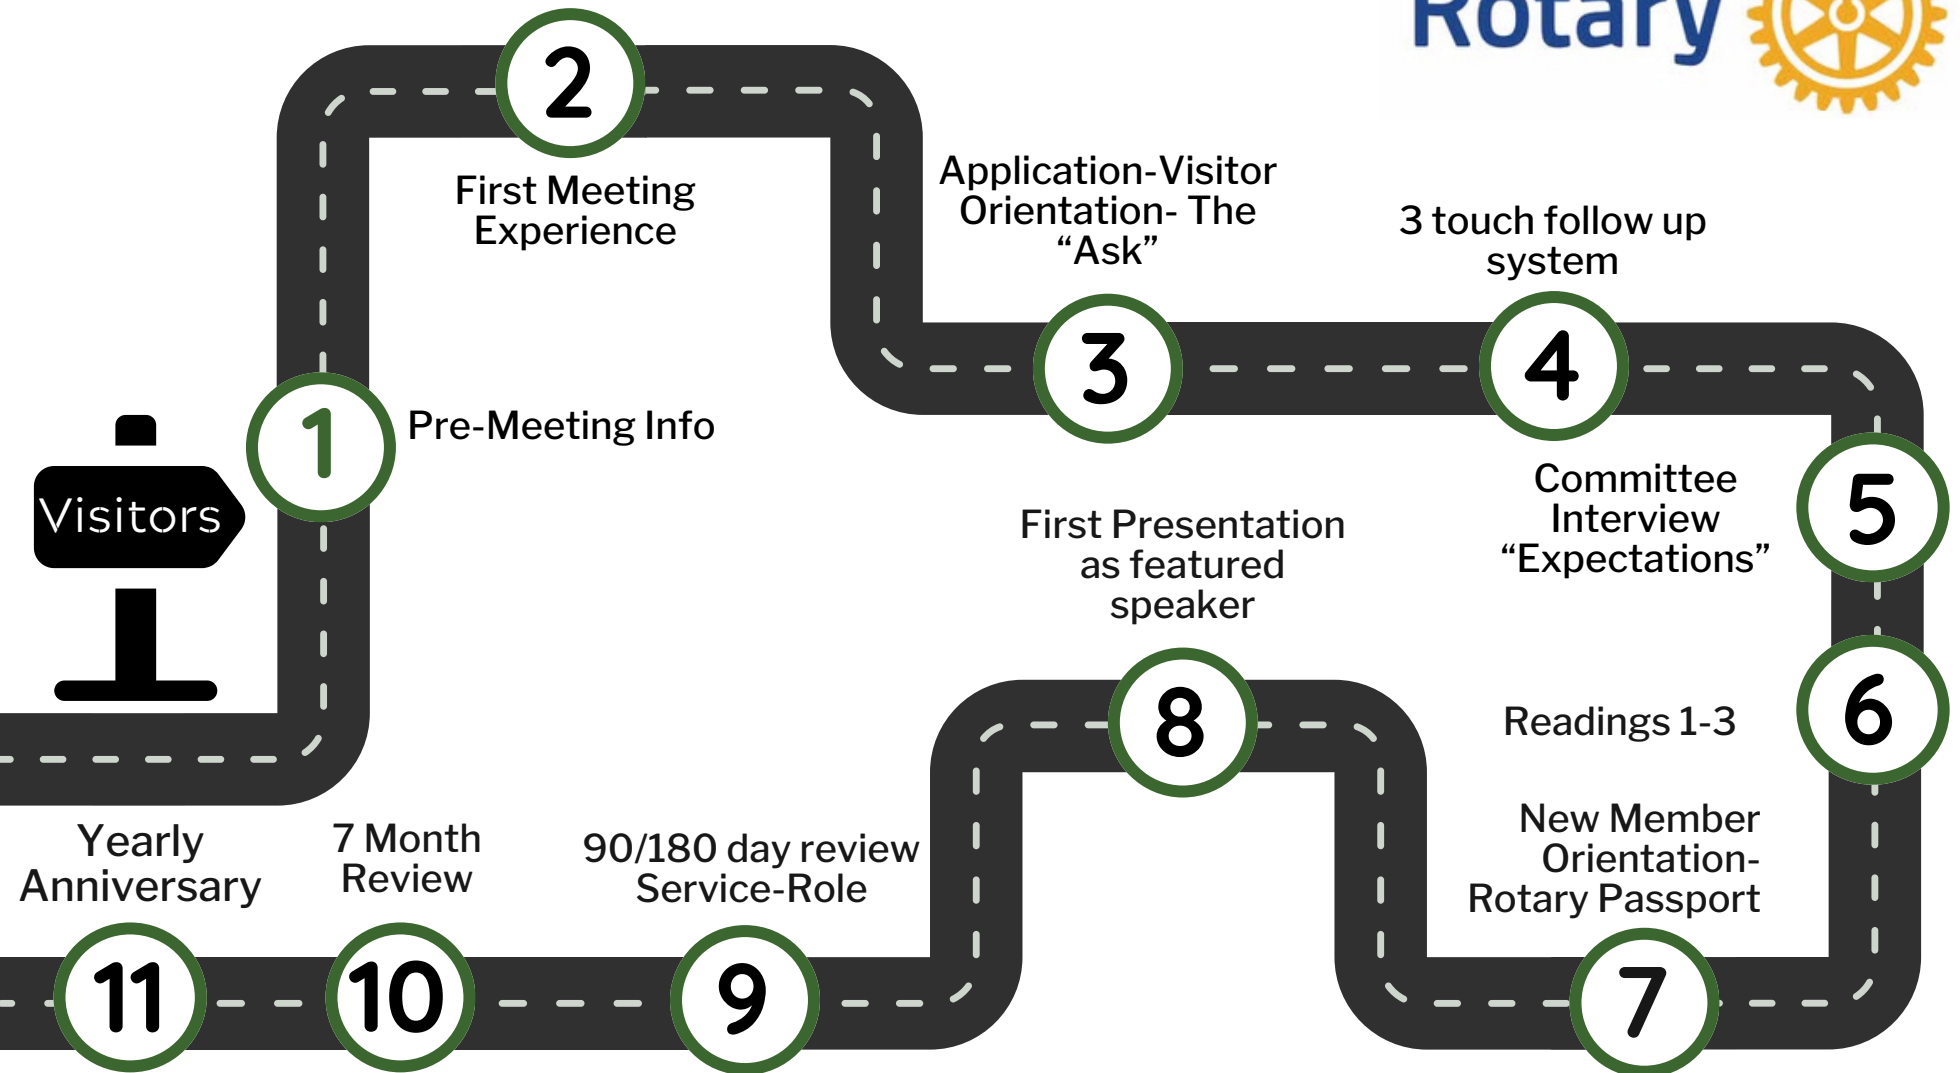 Rotary
2
First Meeting
Experience
Application-Visitor
Orientation- The
“Ask”
3
3 touch follow up
system
4
1
Pre-Meeting Info
Visitors
Committee
Interview
“Expectations”
5
First Presentation
as featured
speaker
8
Readings 1-3
6
New Member
Orientation-
Rotary Passport
7
90/180 day review
Service-Role
9
7 Month
Review
10
Yearly
Anniversary
11